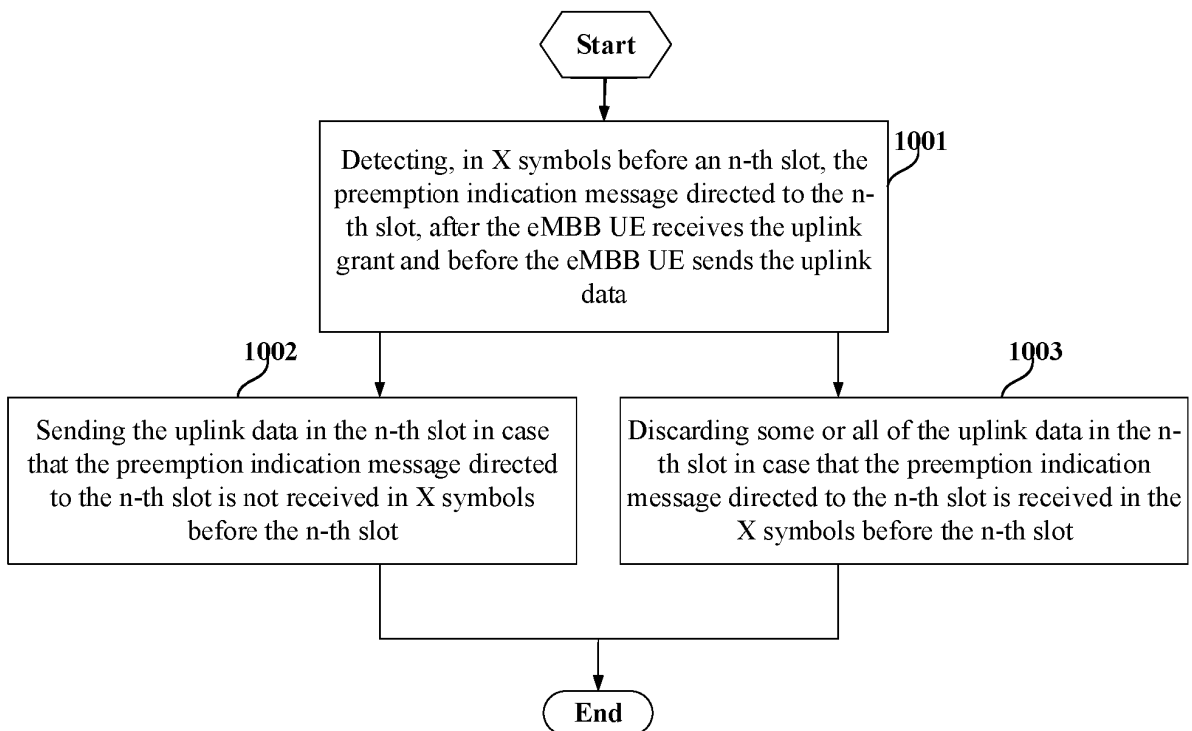 Start
1001
Detecting, in X symbols before an n-th slot, the
preemption indication message directed to the n-
th slot, after the eMBB UE receives the uplink
grant and before the eMBB UE sends the uplink
data
1002
Sending the uplink data in the n-th slot in case
that the preemption indication message directed
to the n-th slot is not received in X symbols
before the n-th slot
1003
Discarding some or all of the uplink data in the n-
th slot in case that the preemption indication
message directed to the n-th slot is received in the
X symbols before the n-th slot
End